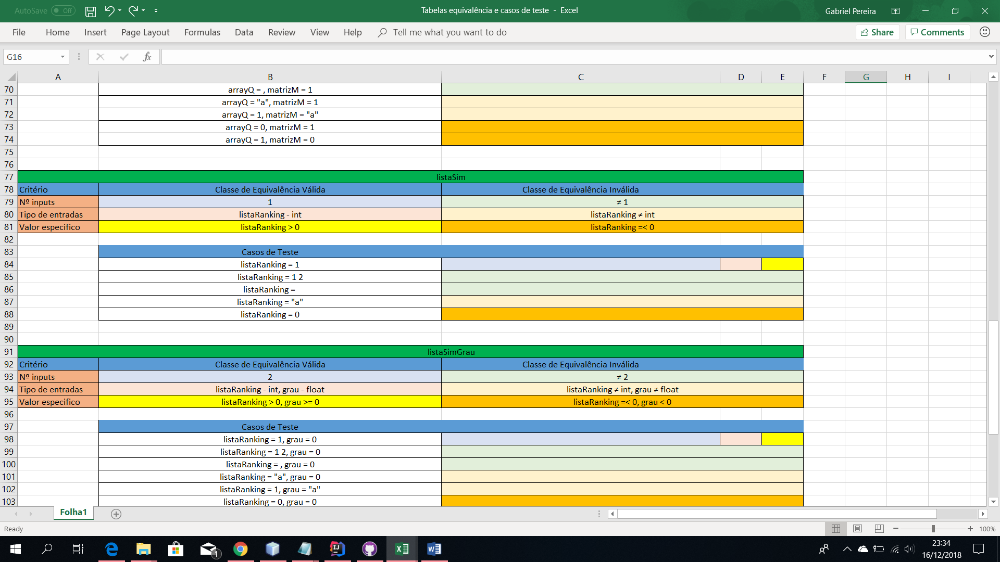 AutoSave Off
Tabelas equivalência e casos de teste - Excel
Gabriel Pereira
File Home Insert Page Layout Formulas Data Review View Help Tell me what you want to do
Share Comments
G16
fx
A B C D E F G H I
70 arrayQ = , matrizM = 1
71 arrayQ = "a", matrizM = 1
72 arrayQ = 1, matrizM = "a"
73 arrayQ = 0, matrizM = 1
74 arrayQ = 1, matrizM = 0
75
76
77 listaSim
78 Critério Classe de Equivalência Válida Classe de Equivalência Inválida
79 Nº inputs 1 ≠ 1
80 Tipo de entradas listaRanking - int listaRanking ≠ int
81 Valor especifico listaRanking > 0 listaRanking =< 0
82
83 Casos de Teste
84 listaRanking = 1
85 listaRanking = 1 2
86 listaRanking =
87 listaRanking = "a"
88 listaRanking = 0
89
90
91 listaSimGrau
92 Critério Classe de Equivalência Válida Classe de Equivalência Inválida
93 Nº inputs 2 ≠ 2
94 Tipo de entradas listaRanking - int, grau - float listaRanking ≠ int, grau ≠ float
95 Valor especifico listaRanking > 0, grau >= 0 listaRanking =< 0, grau < 0
96
97 Casos de Teste
98 listaRanking = 1, grau = 0
99 listaRanking = 1 2, grau = 0
100 listaRanking = , grau = 0
101 listaRanking = "a", grau = 0
102 listaRanking = 1, grau = "a"
103 listaRanking = 0, grau = 0
Folha1
Ready
100%
1
23:34
16/12/2018